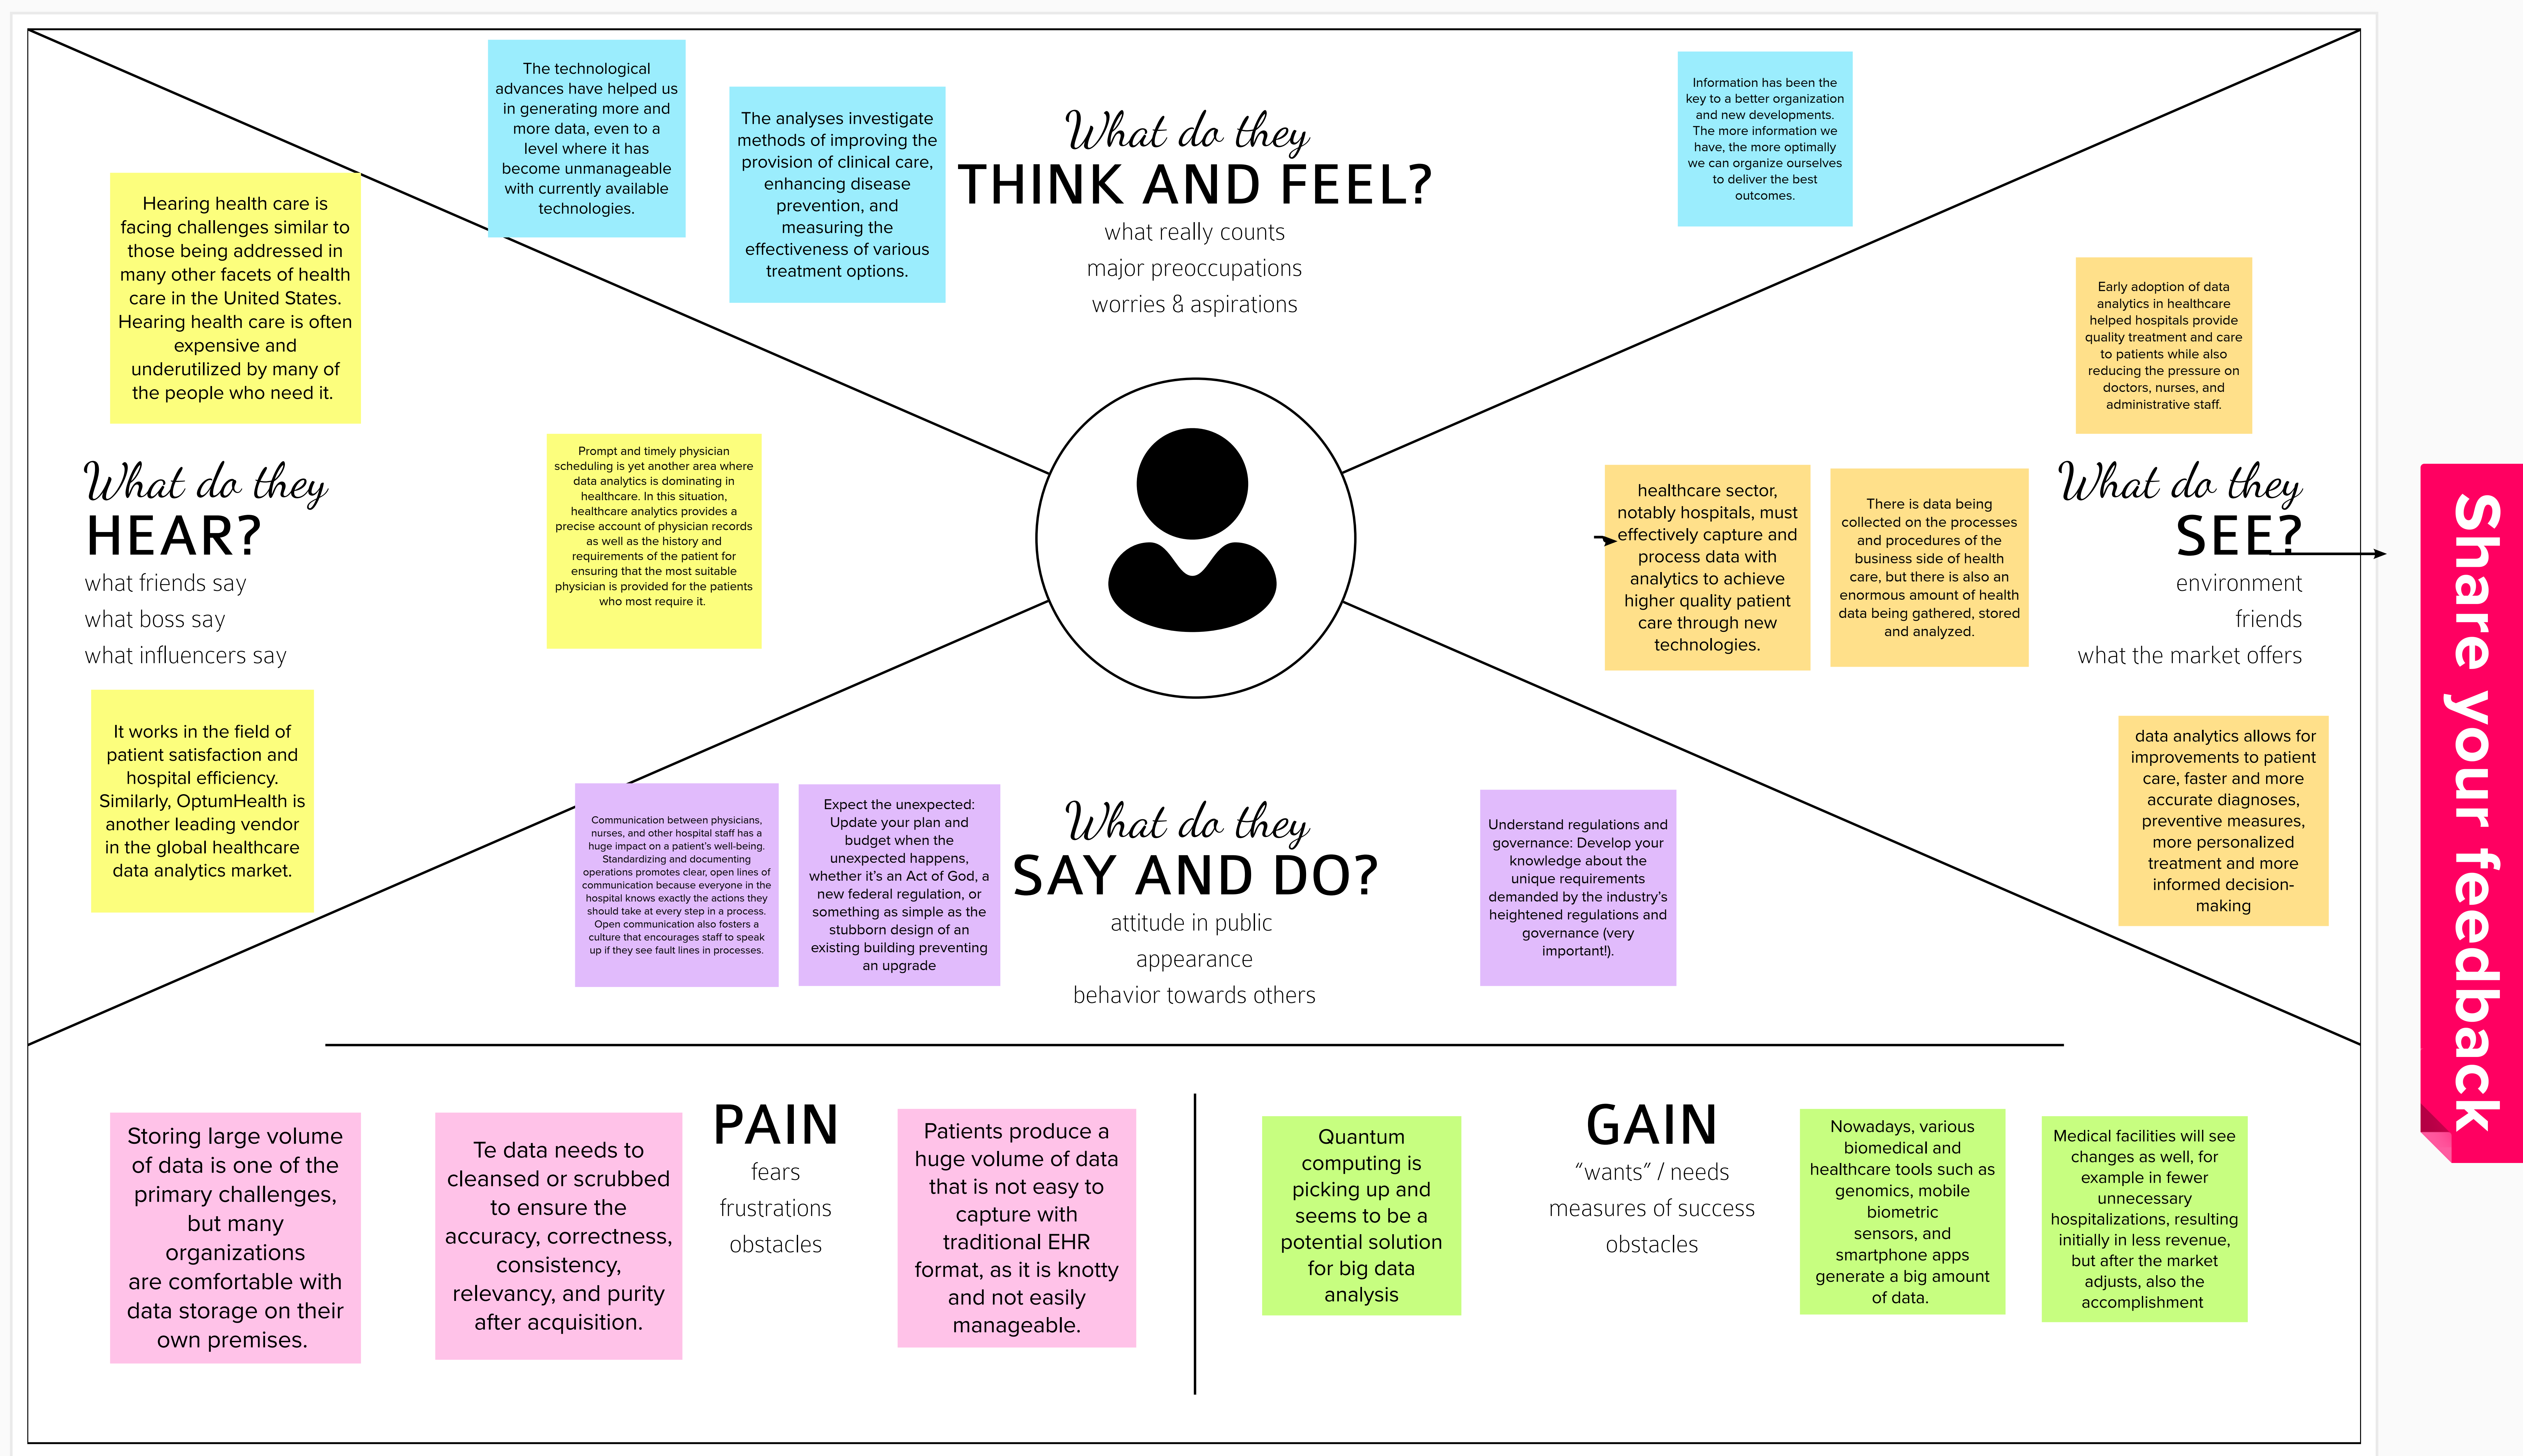 The technological
advances have helped us
in generating more and
more data, even to a
level where it has
become unmanageable
with currently available
technologies.
The analyses investigate
methods of improving the
provision of clinical care,
enhancing disease
prevention, and
measuring the
effectiveness of various
treatment options.
What do they
THINK AND FEEL?
what really counts
major preoccupations
worries & aspirations
Information has been the
key to a better organization
and new developments.
The more information we
have, the more optimally
we can organize ourselves
to deliver the best
outcomes.
Hearing health care is
facing challenges similar to
those being addressed in
many other facets of health
care in the United States.
Hearing health care is often
expensive and
underutilized by many of
the people who need it.
Prompt and timely physician
scheduling is yet another area where
data analytics is dominating in
healthcare. In this situation,
healthcare analytics provides a
precise account of physician records
as well as the history and
requirements of the patient for
ensuring that the most suitable
physician is provided for the patients
who most require it.
What do they
HEAR?
what friends say
what boss say
what influencers say
It works in the field of
patient satisfaction and
hospital efficiency.
Similarly, OptumHealth is
another leading vendor
in the global healthcare
data analytics market.
Early adoption of data
analytics in healthcare
helped hospitals provide
quality treatment and care
to patients while also
reducing the pressure on
doctors, nurses, and
administrative staff.
healthcare sector,
notably hospitals, must
effectively capture and
process data with
analytics to achieve
higher quality patient
care through new
technologies.
There is data being
collected on the processes
and procedures of the
business side of health
care, but there is also an
enormous amount of health
data being gathered, stored
and analyzed.
What do they
SEE?
environment
friends
what the market offers
data analytics allows for
improvements to patient
care, faster and more
accurate diagnoses,
preventive measures,
more personalized
treatment and more
informed decision-
making
Share your feedback
Communication between physicians,
nurses, and other hospital staff has a
huge impact on a patient's well-being.
Standardizing and documenting
operations promotes clear, open lines of
communication because everyone in the
hospital knows exactly the actions they
should take at every step in a process.
Open communication also fosters a
culture that encourages staff to speak
up if they see fault lines in processes.
Expect the unexpected:
Update your plan and
budget when the
unexpected happens,
whether it's an Act of God, a
new federal regulation, or
something as simple as the
stubborn design of an
existing building preventing
an upgrade
What do they
SAY AND DO?
attitude in public
appearance
behavior towards others
Understand regulations and
governance: Develop your
knowledge about the
unique requirements
demanded by the industry's
heightened regulations and
governance (very
important!).
Storing large volume
of data is one of the
primary challenges,
but many
organizations
are comfortable with
data storage on their
own premises.
Te data needs to
cleansed or scrubbed
to ensure the
accuracy, correctness,
consistency,
relevancy, and purity
after acquisition.
PAIN
fears
frustrations
obstacles
Patients produce a
huge volume of data
that is not easy to
capture with
traditional EHR
format, as it is knotty
and not easily
manageable.
Quantum
computing is
picking up and
seems to be a
potential solution
for big data
analysis
GAIN
"wants" / needs
measures of success
obstacles
Nowadays, various
biomedical and
healthcare tools such as
genomics, mobile
biometric
sensors, and
smartphone apps
generate a big amount
of data.
Medical facilities will see
changes as well, for
example in fewer
unnecessary
hospitalizations, resulting
initially in less revenue,
but after the market
adjusts, also the
accomplishment